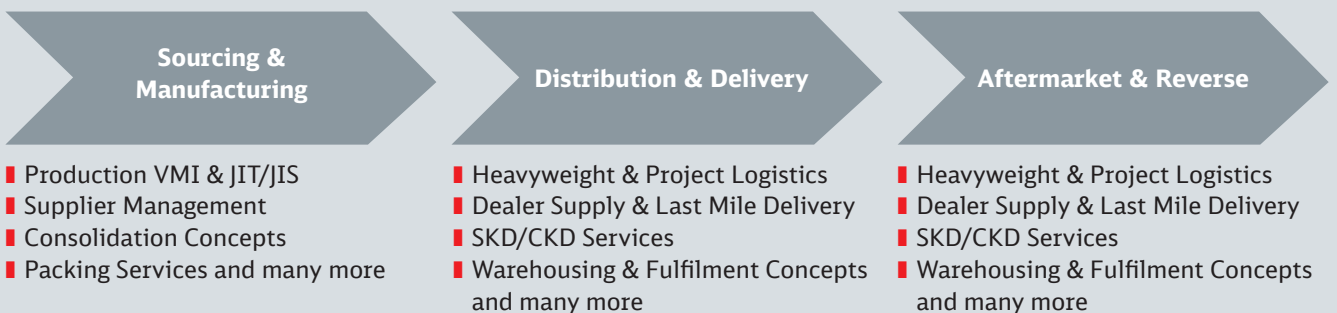 Sourcing &
Manufacturing
▮ Production VMI & JIT/JIS
▮ Supplier Management
▮ Consolidation Concepts
▮ Packing Services and many more
Distribution & Delivery
▮ Heavyweight & Project Logistics
▮ Dealer Supply & Last Mile Delivery
▮ SKD/CKD Services
▮ Warehousing & Fulfilment Concepts
and many more
Aftermarket & Reverse
▮ Heavyweight & Project Logistics
▮ Dealer Supply & Last Mile Delivery
▮ SKD/CKD Services
▮ Warehousing & Fulfilment Concepts
and many more